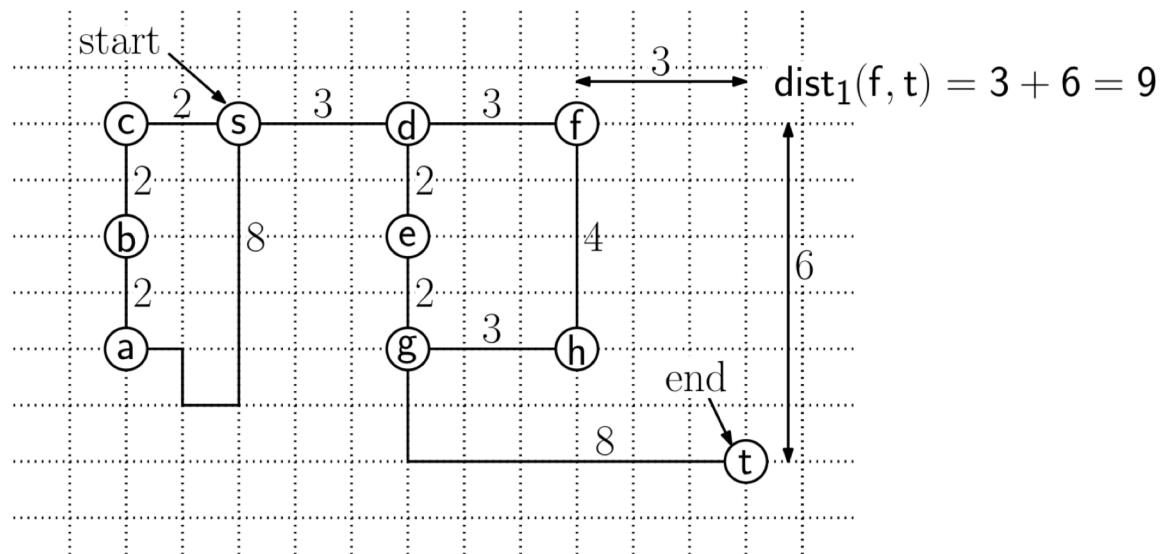 start
3
dist₁(f, t) = 3 + 6 = 9
c 2 s 3 d 3 f
2 2
b 8 e 4
6
2 2
a g 3 h
end
8
t